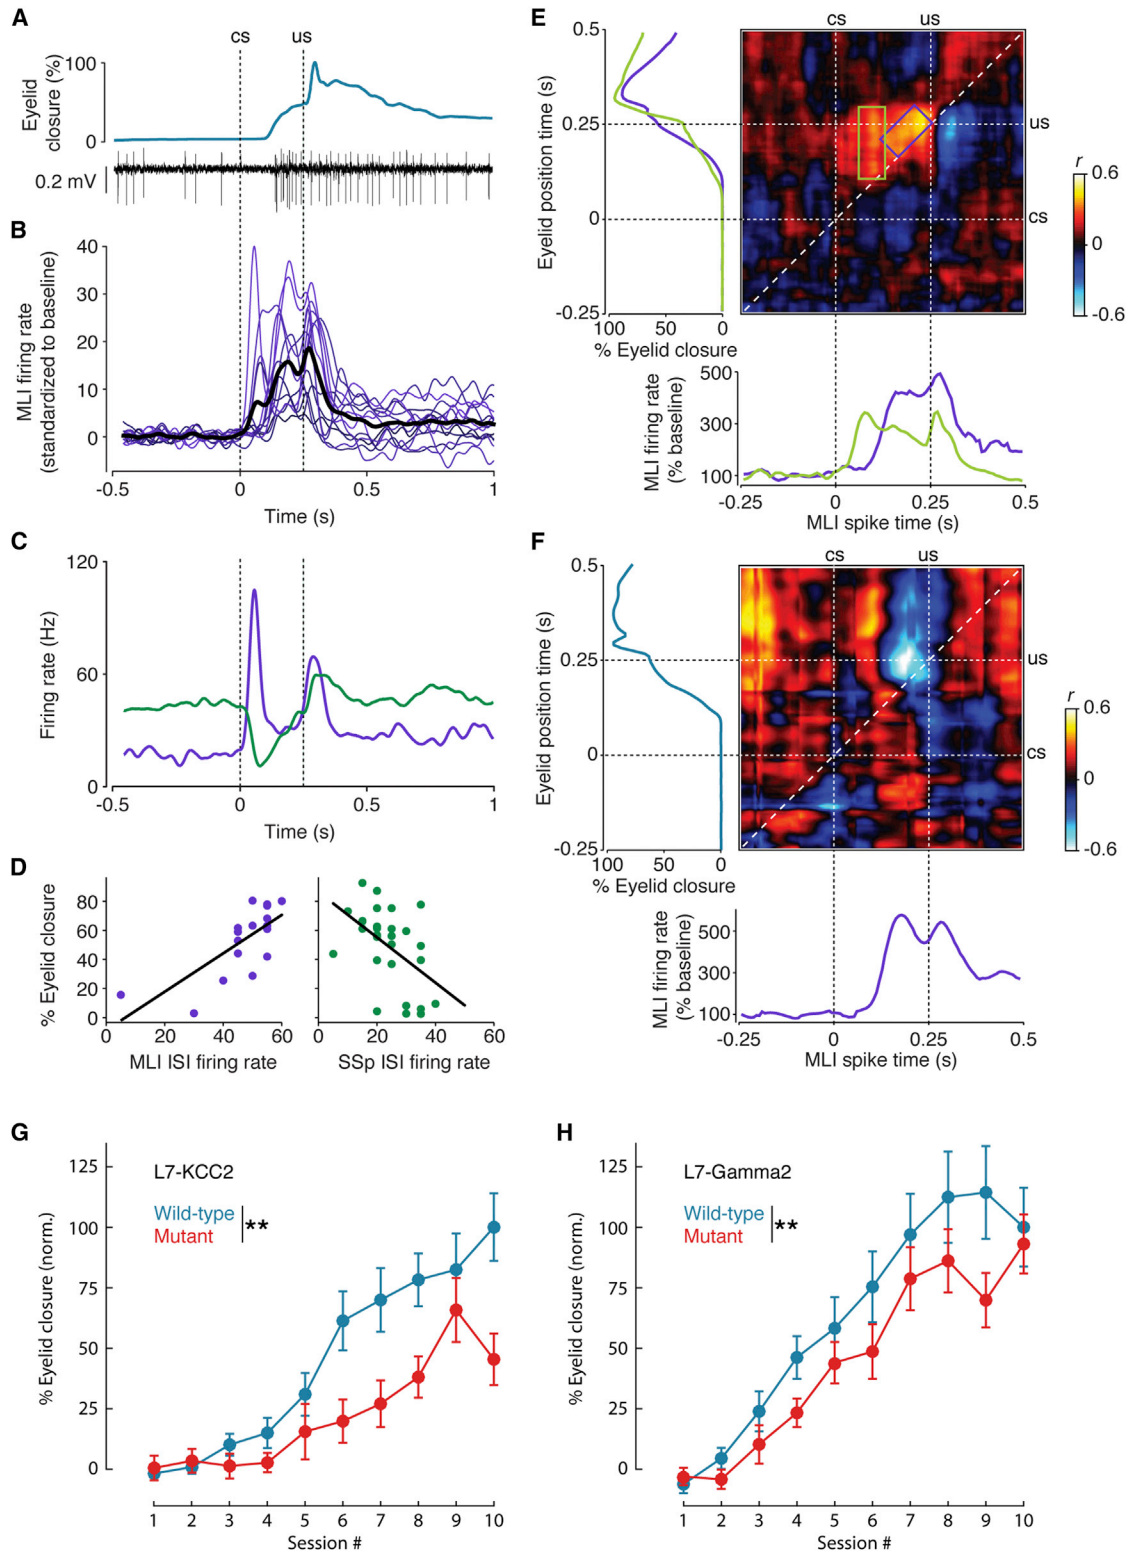 A
cs
us
Eyelid
closure (%)
100
0
0.2 mV
B
MLI firing rate
(standardized to baseline)
40
30
20
10
0
-0.5
0
0.5
1
Time (s)
C
Firing rate (Hz)
120
60
0
-0.5
0
0.5
1
Time (s)
D
% Eyelid closure
80
60
40
20
0
0
20
40
60
MLI ISI firing rate
0
20
40
60
SSp ISI firing rate
E
cs
us
Eyelid position time (s)
0.5
0.25
0
-0.25
100
0
% Eyelid closure
us
cs
r
0.6
0
-0.6
MLI firing rate
(% baseline)
500
300
100
-0.25
0
0.25
0.5
MLI spike time (s)
F
cs
us
Eyelid position time (s)
0.5
0.25
0
-0.25
100
0
% Eyelid closure
us
cs
r
0.6
0
-0.6
MLI firing rate
(% baseline)
500
300
100
-0.25
0
0.25
0.5
MLI spike time (s)
G
L7-KCC2
Wild-type
Mutant
**
% Eyelid closure (norm.)
125
100
75
50
25
0
1 2 3 4 5 6 7 8 9 10
Session #
H
L7-Gamma2
Wild-type
Mutant
**
% Eyelid closure (norm.)
125
100
75
50
25
0
1 2 3 4 5 6 7 8 9 10
Session #